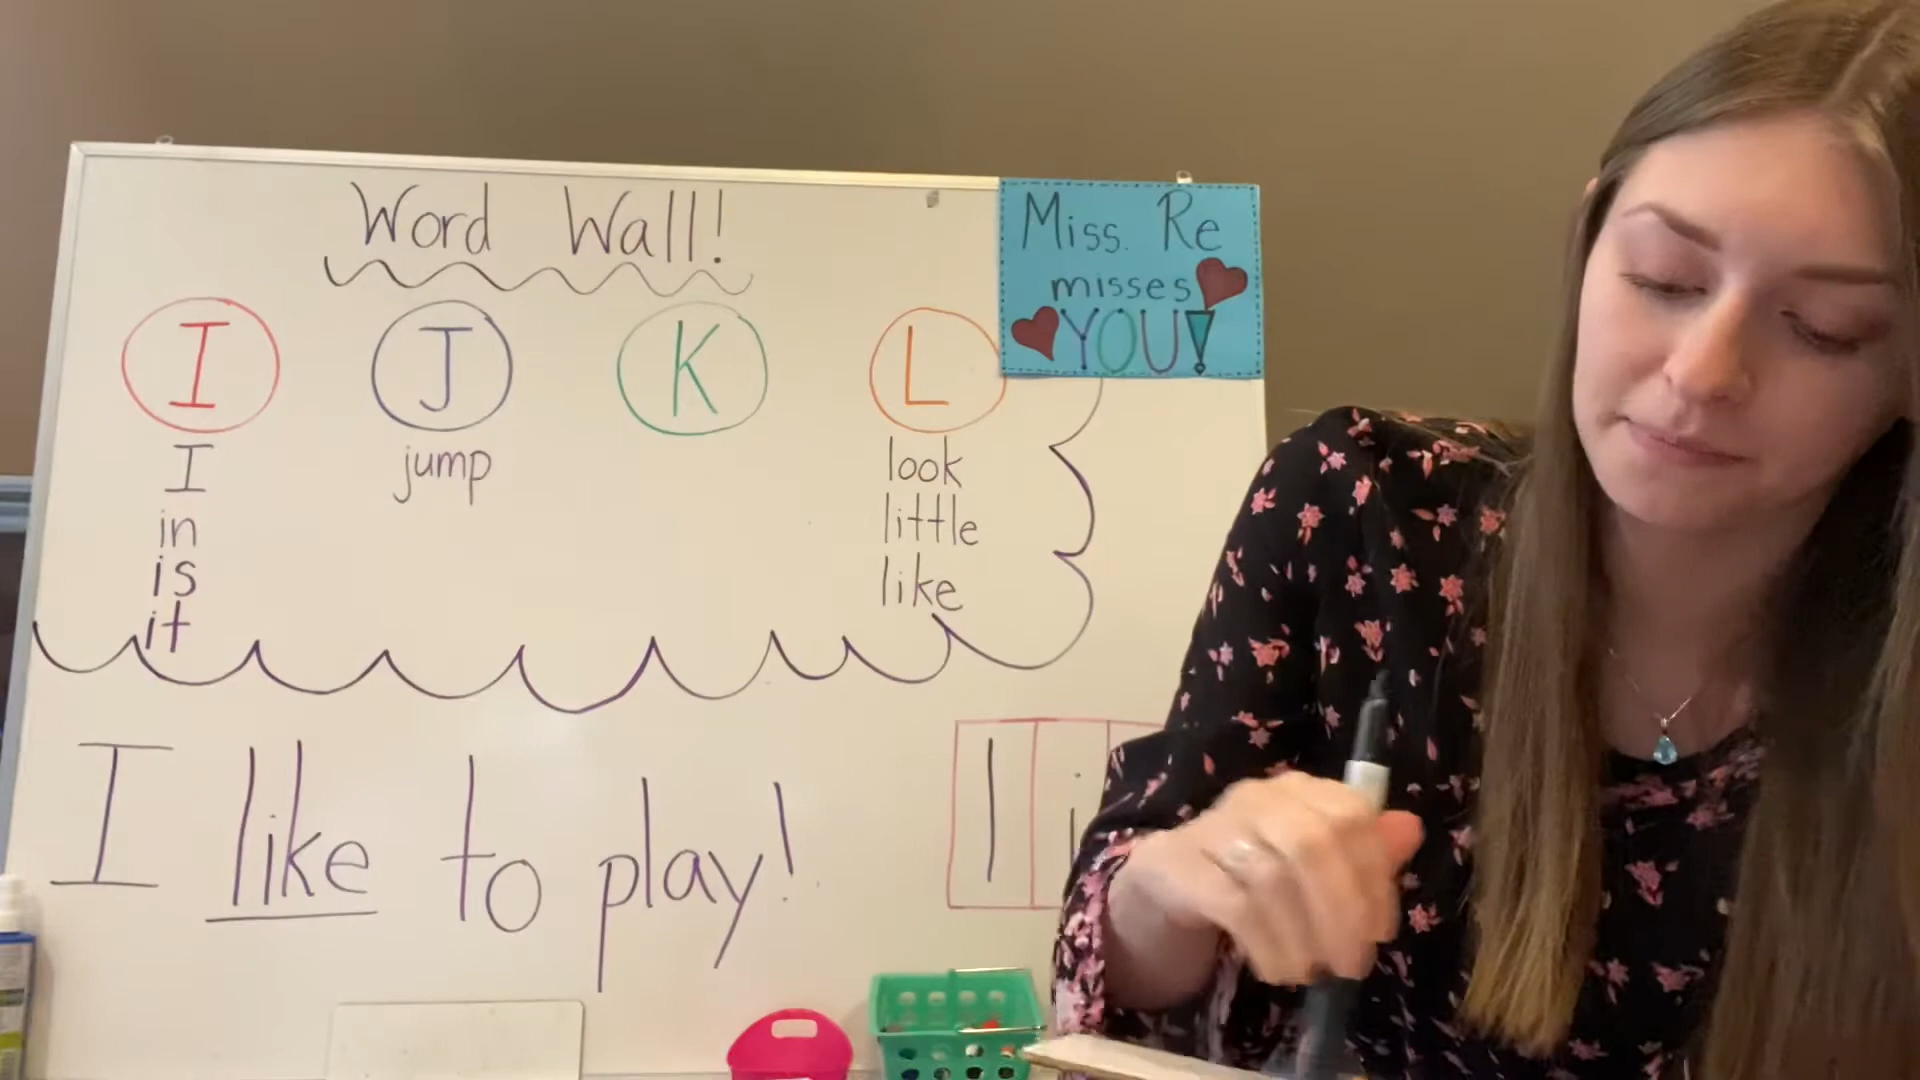 Word Wall!
Miss. Re
misses
YOU!
I J K L
I jump look
in little
is like
it
I like to play!
l i